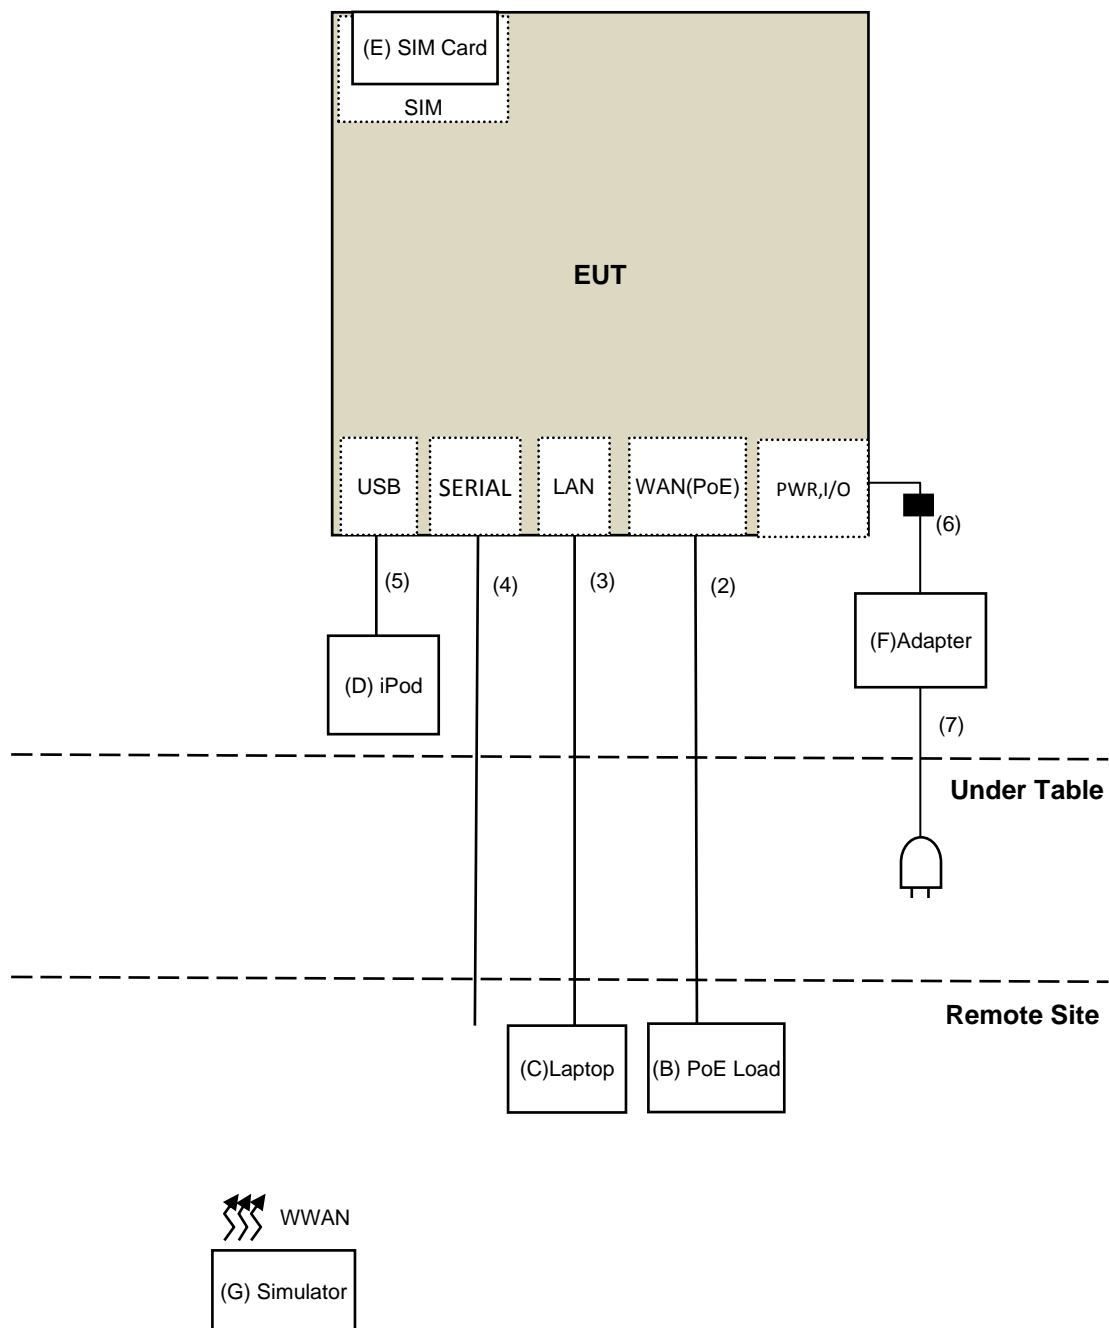 (E) SIM Card
SIM
EUT
USB
SERIAL
LAN
WAN(PoE)
PWR,I/O
(6)
(5)
(4)
(3)
(2)
(F)Adapter
(D) iPod
(7)
Under Table
Remote Site
(C)Laptop
(B) PoE Load
WWAN
(G) Simulator